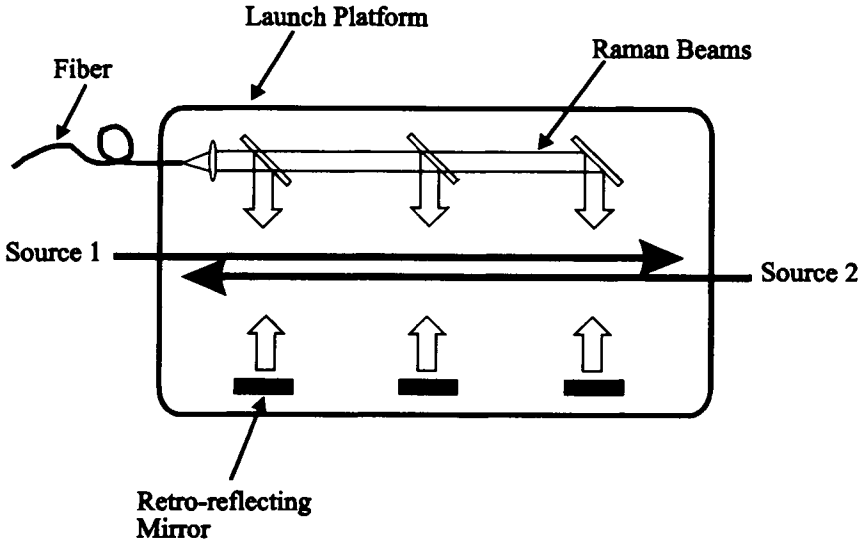 Launch Platform
Fiber
Raman Beams
Source 1
Source 2
Retro-reflecting
Mirror